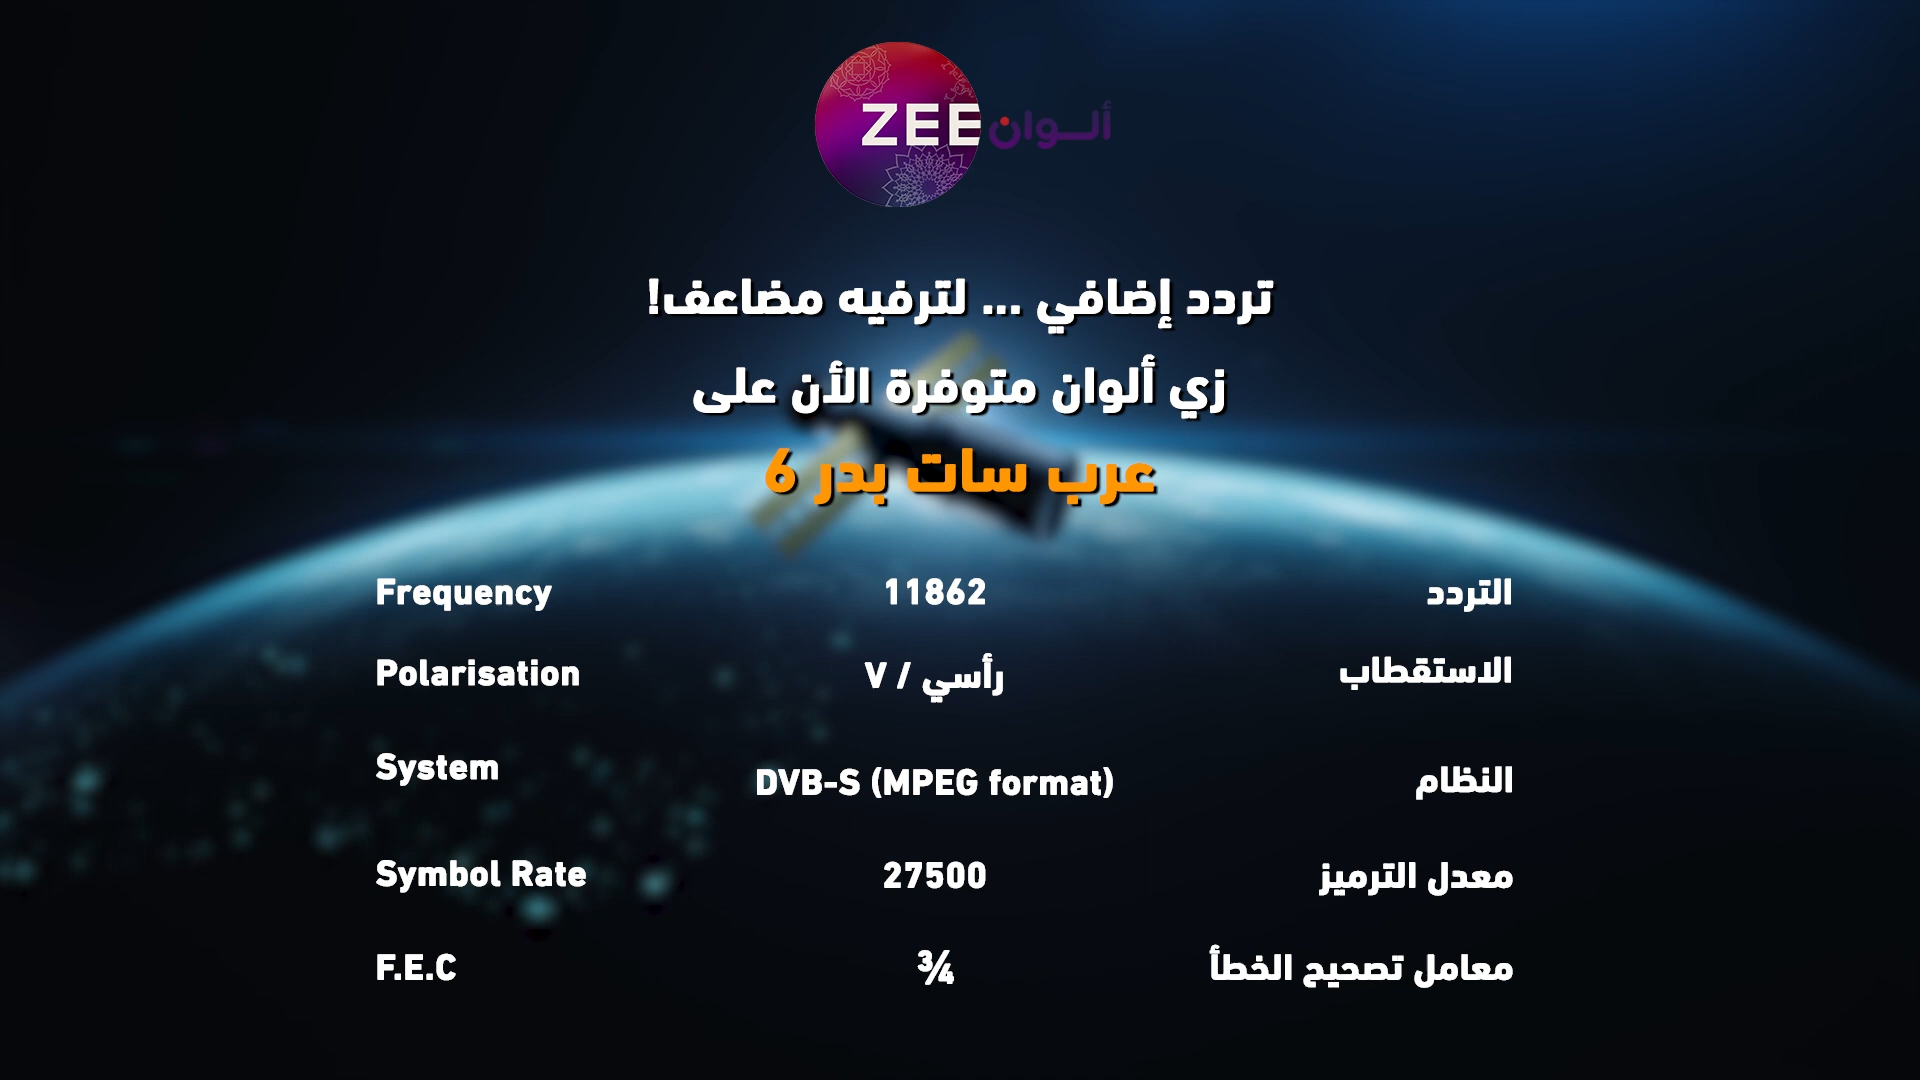 ZEE ألوان
تردد إضافي ... لترفيه مضاعف!
زي ألوان متوفرة الأن على
عرب سات بدر 6
Frequency 11862 التردد
Polarisation رأسي / V الاستقطاب
System DVB-S (MPEG format) النظام
Symbol Rate 27500 معدل الترميز
F.E.C ¾ معامل تصحيح الخطأ